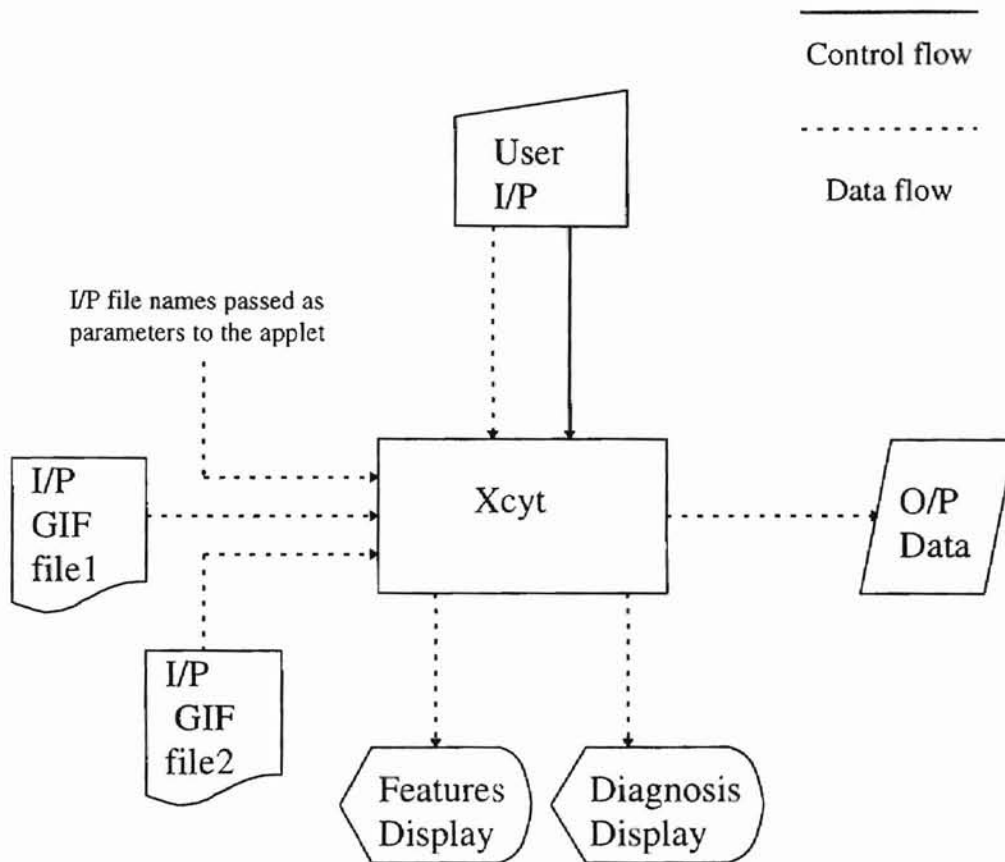 Control flow
Data flow
User
I/P
I/P file names passed as
parameters to the applet
I/P
GIF
file1
Xcyt
O/P
Data
I/P
GIF
file2
Features
Display
Diagnosis
Display